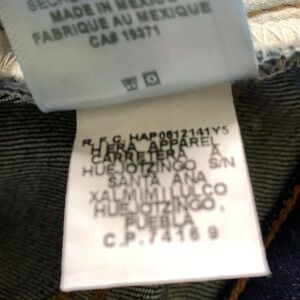 MADE IN MEXICO
FABRIQUE AU MEXIQUE
CA# 19371
W O
R.F.C. HAP0612141Y5
HERA APPAREL
CARRETERA A
HUEJOTZINGO S/N
SANTA ANA
XALMIMILULCO
HUEJOTZINGO,
PUEBLA
C.P. 74169